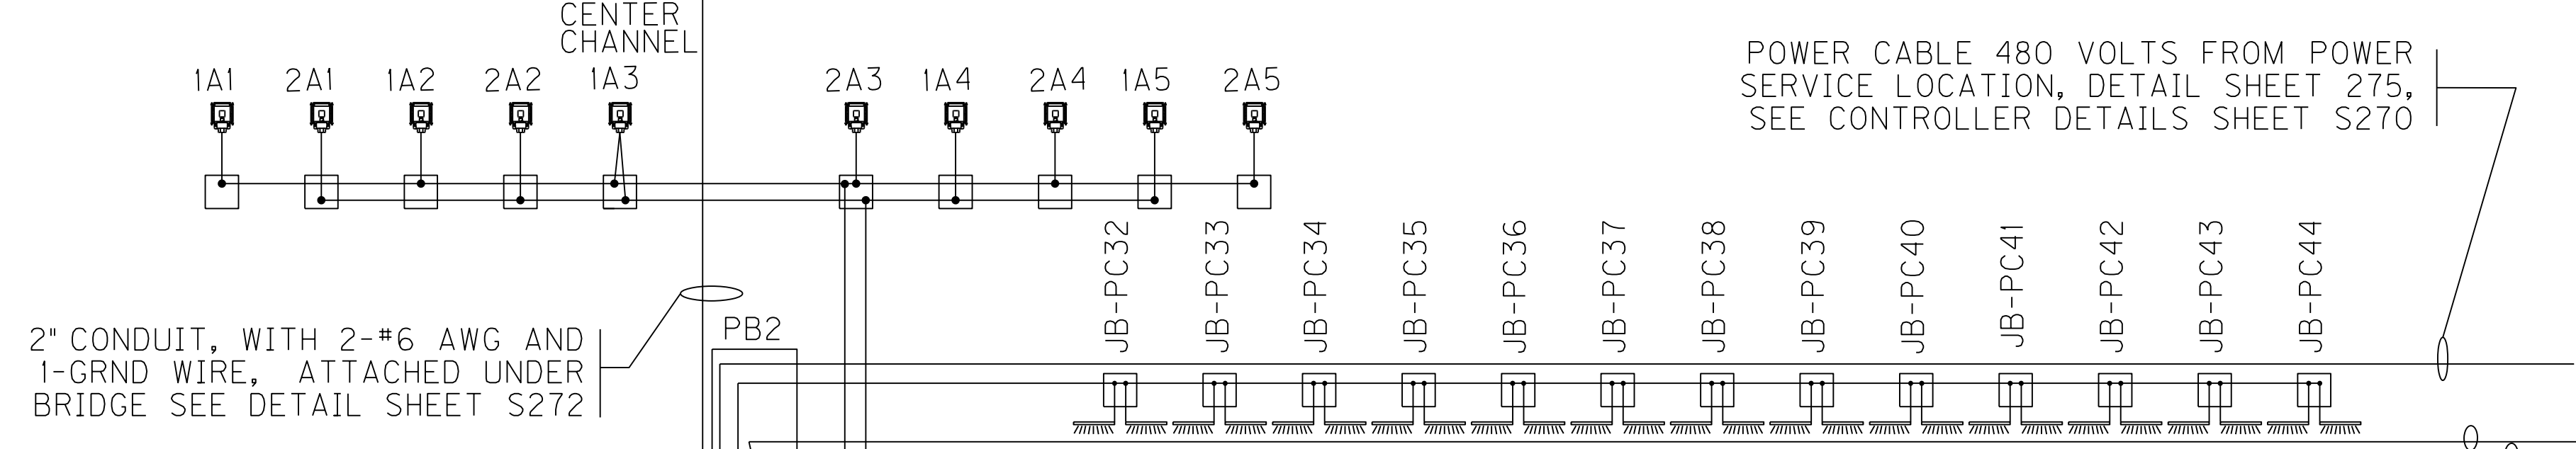 CENTER
CHANNEL
1A1 2A1 1A2 2A2 1A3 2A3 1A4 2A4 1A5 2A5
POWER CABLE 480 VOLTS FROM POWER
SERVICE LOCATION, DETAIL SHEET 275,
SEE CONTROLLER DETAILS SHEET S270
JB-PC32
JB-PC33
JB-PC34
JB-PC35
JB-PC36
JB-PC37
JB-PC38
JB-PC39
JB-PC40
JB-PC41
JB-PC42
JB-PC43
JB-PC44
2" CONDUIT, WITH 2-#6 AWG AND
1-GRND WIRE, ATTACHED UNDER
BRIDGE SEE DETAIL SHEET S272
PB2